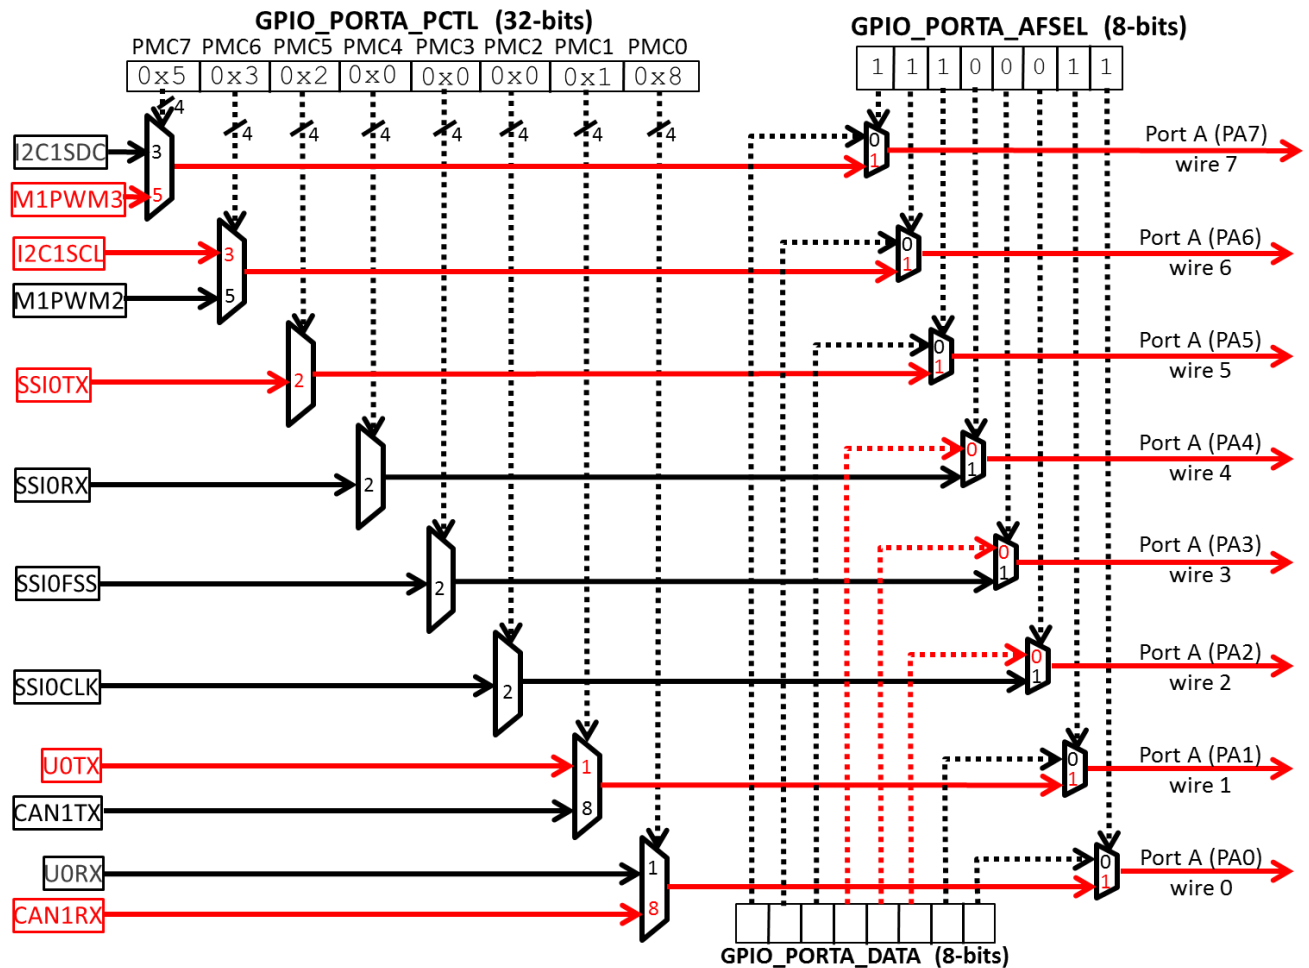 GPIO_PORTA_PCTL (32-bits)
GPIO_PORTA_AFSEL (8-bits)
PMC7 PMC6 PMC5 PMC4 PMC3 PMC2 PMC1 PMC0
0x5 0x3 0x2 0x0 0x0 0x0 0x1 0x8
1 1 1 0 0 0 1 1
4 4 4 4 4 4 4 4
I2C1SDC
3
M1PWM3
5
0
1
Port A (PA7)
wire 7
I2C1SCL
3
M1PWM2
5
0
1
Port A (PA6)
wire 6
SSI0TX
2
0
1
Port A (PA5)
wire 5
SSI0RX
2
0
1
Port A (PA4)
wire 4
SSI0FSS
2
0
1
Port A (PA3)
wire 3
SSI0CLK
2
0
1
Port A (PA2)
wire 2
U0TX
1
CAN1TX
8
0
1
Port A (PA1)
wire 1
U0RX
1
CAN1RX
8
0
1
Port A (PA0)
wire 0
GPIO_PORTA_DATA (8-bits)